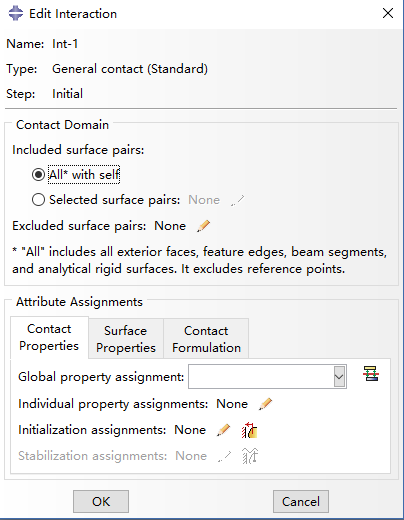 Edit Interaction
Name: Int-1
Type: General contact (Standard)
Step: Initial
Contact Domain
Included surface pairs:
All* with self
Selected surface pairs: None
Excluded surface pairs: None
* "All" includes all exterior faces, feature edges, beam segments,
and analytical rigid surfaces. It excludes reference points.
Attribute Assignments
Contact Properties
Surface Properties
Contact Formulation
Global property assignment:
Individual property assignments: None
Initialization assignments: None
Stabilization assignments: None
OK Cancel